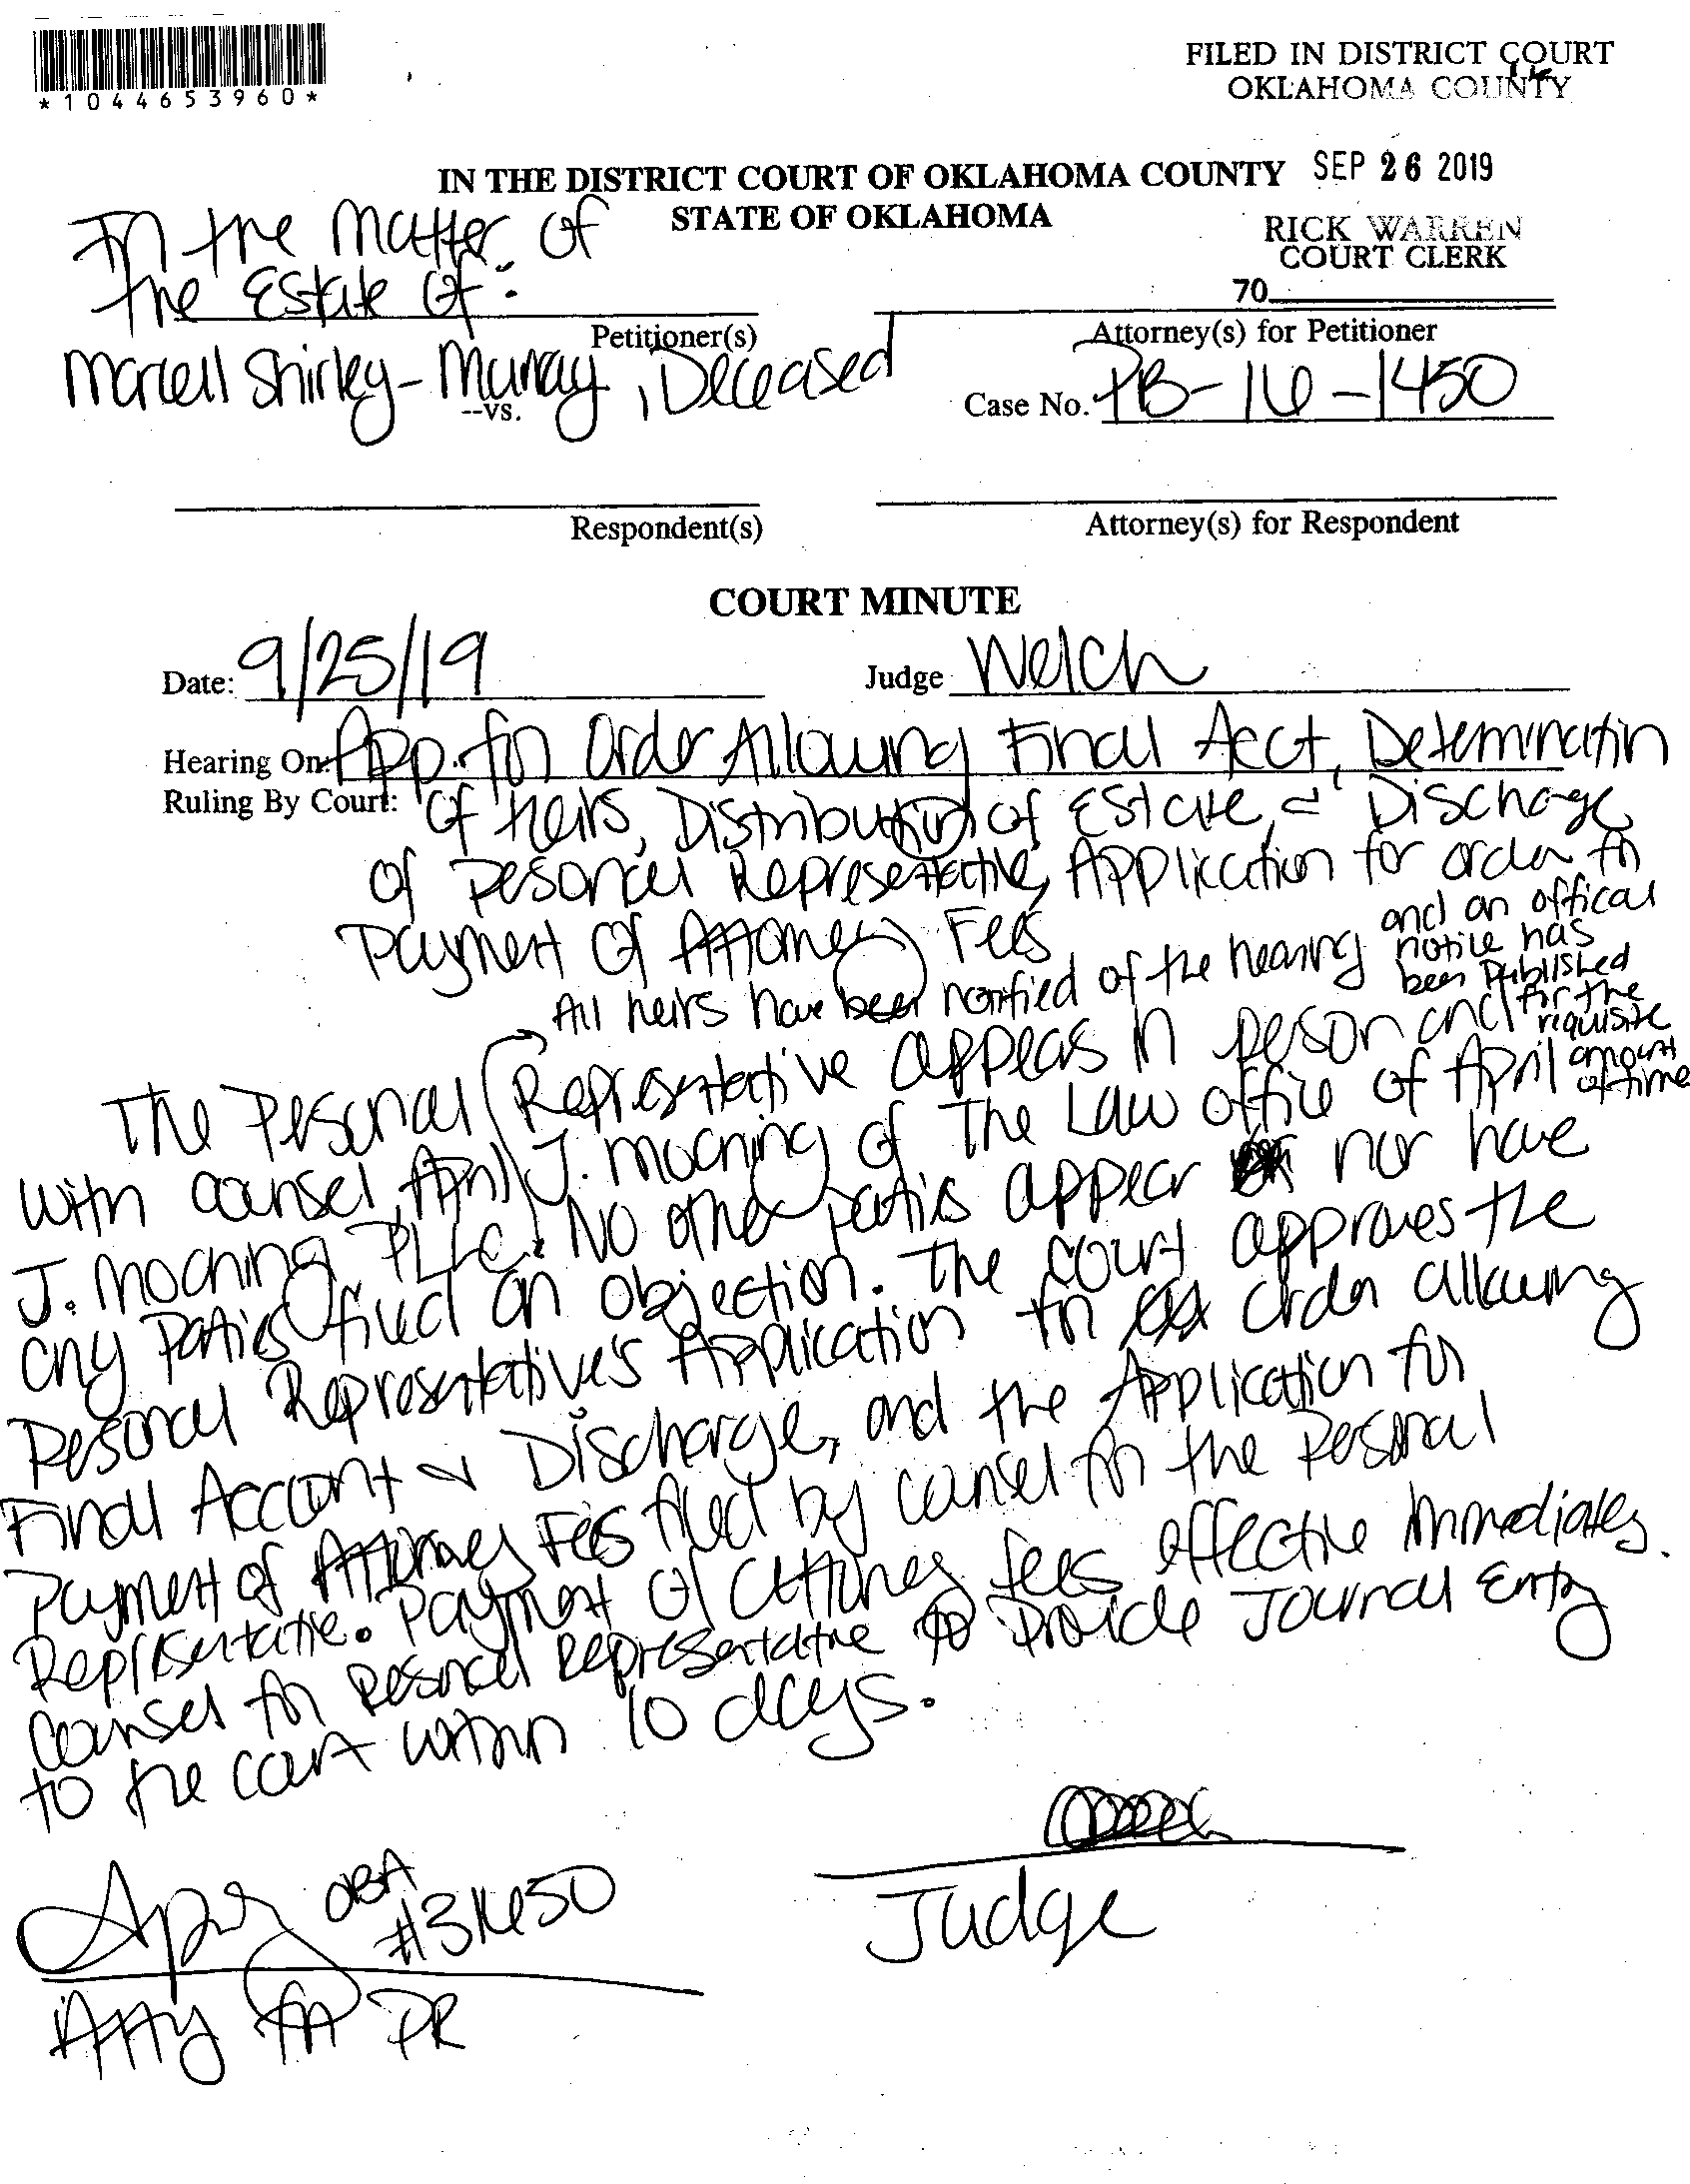 *1044653960*
FILED IN DISTRICT COURT
OKLAHOMA COUNTY
IN THE DISTRICT COURT OF OKLAHOMA COUNTY
SEP 26 2019
STATE OF OKLAHOMA
RICK WARREN
COURT CLERK
70
In the Matter of
the Estate Of:
Petitioner(s)
Attorney(s) for Petitioner
Marcell Shirley-Murray, Deceased
--vs.
Case No. PB-16-1450
Respondent(s)
Attorney(s) for Respondent
COURT MINUTE
Date: 9/25/19
Judge Welch
Hearing On: App. for Order Allowing Final Acct, Determination
Ruling By Court: of heirs, Distribution of Estate, & Discharge
of Personal Representative, Application for order for
Payment Of Attorney Fees
All heirs have been notified of the hearing
and an offical
notice has
been published
for the
requisite
amount
of time
The Personal Representative appears in person and
with counsel, April J. Moaning of The Law office of April
J. Moaning PLLC. No other parties appear nor have
any Parties filed an objection. The court approves the
Personal Representative's Application for order allowing
Final Account & Discharge, and the Application for
Payment of Attorney Fees filed by counsel for the Personal
Representative. Payment of attorney fees effective immediately.
Counsel for Personal Representative to provide Journal Entry
to the court within 10 days.
OBA
#31650
Judge
Atty for PR